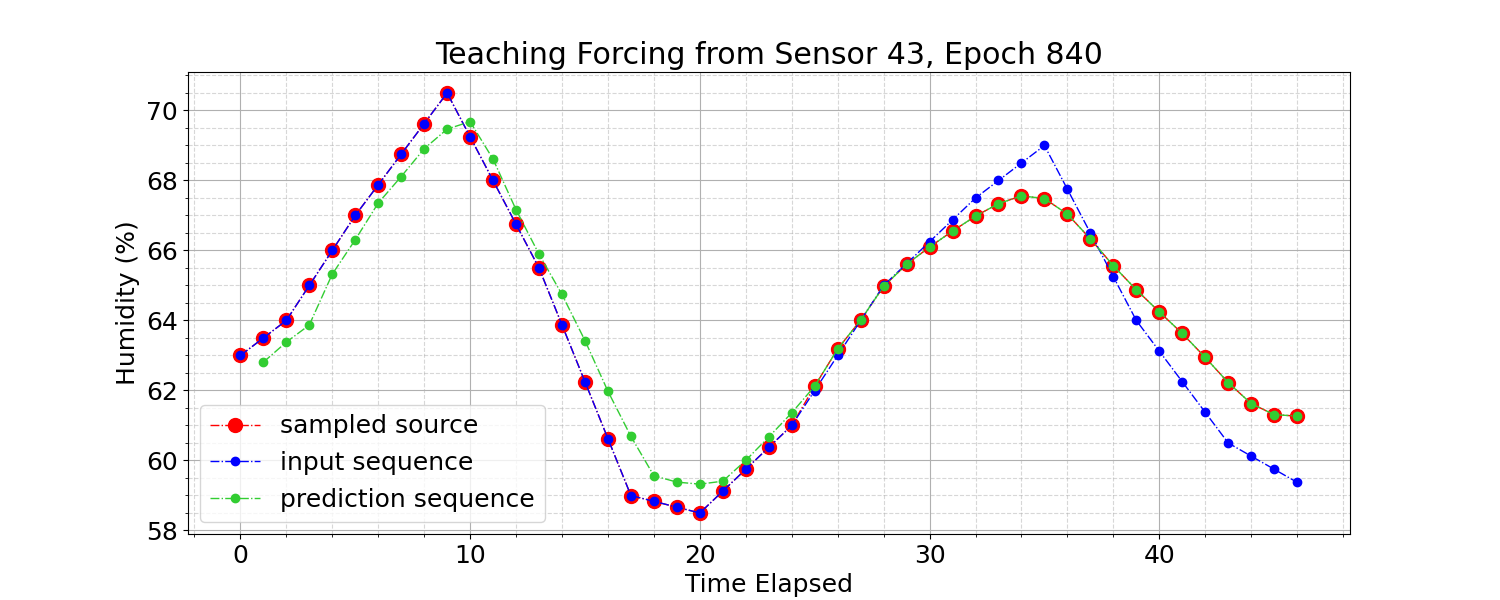 Teaching Forcing from Sensor 43, Epoch 840
Humidity (%)
70
68
66
64
62
60
58
sampled source
input sequence
prediction sequence
0 10 20 30 40
Time Elapsed